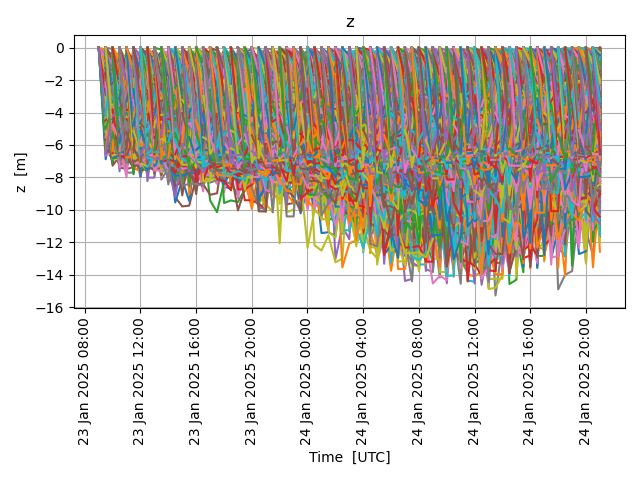 z
0
−2
−4
−6
−8
−10
−12
−14
−16
z [m]
23 Jan 2025 08:00
23 Jan 2025 12:00
23 Jan 2025 16:00
23 Jan 2025 20:00
24 Jan 2025 00:00
24 Jan 2025 04:00
24 Jan 2025 08:00
24 Jan 2025 12:00
24 Jan 2025 16:00
24 Jan 2025 20:00
Time [UTC]